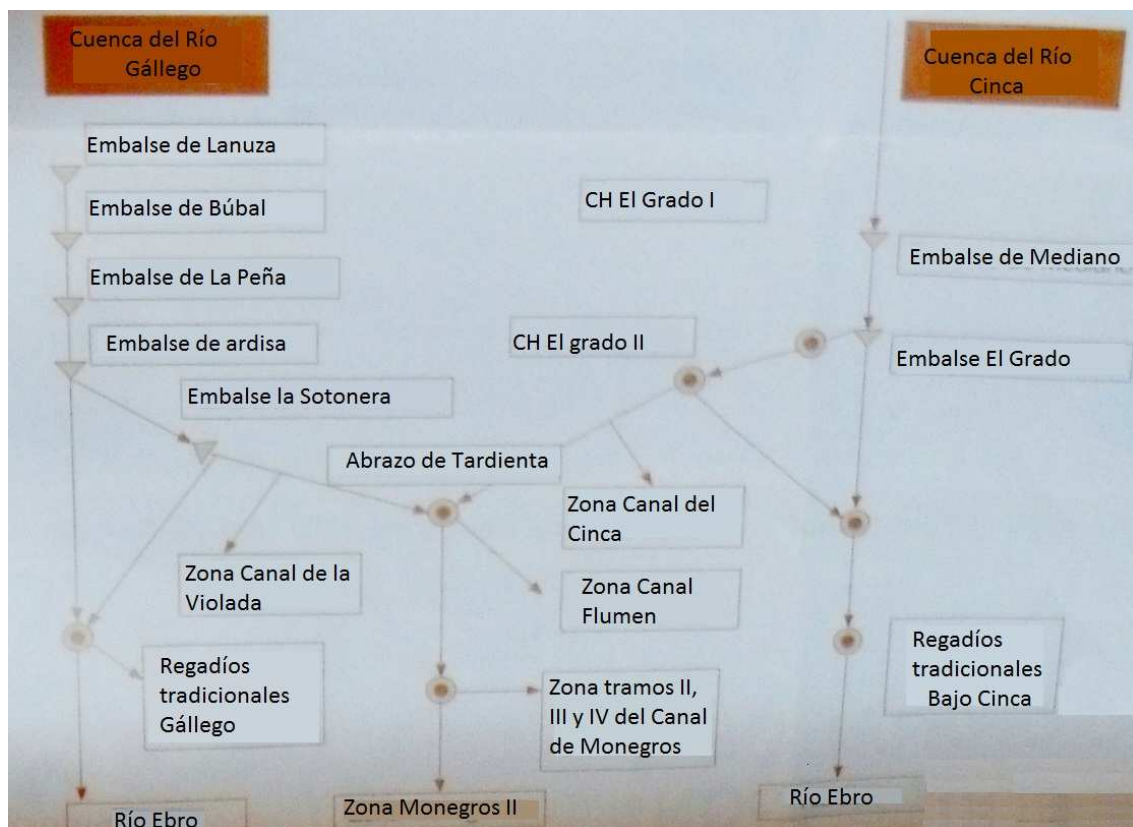 Cuenca del Río
Gállego
Cuenca del Río
Cinca
Embalse de Lanuza
CH El Grado I
Embalse de Búbal
Embalse de Mediano
Embalse de La Peña
Embalse de ardisa
CH El grado II
Embalse El Grado
Embalse la Sotonera
Abrazo de Tardienta
Zona Canal del
Cinca
Zona Canal de la
Violada
Zona Canal
Flumen
Regadíos
tradicionales
Gállego
Zona tramos II,
III y IV del Canal
de Monegros
Regadíos
tradicionales
Bajo Cinca
Río Ebro
Zona Monegros II
Río Ebro